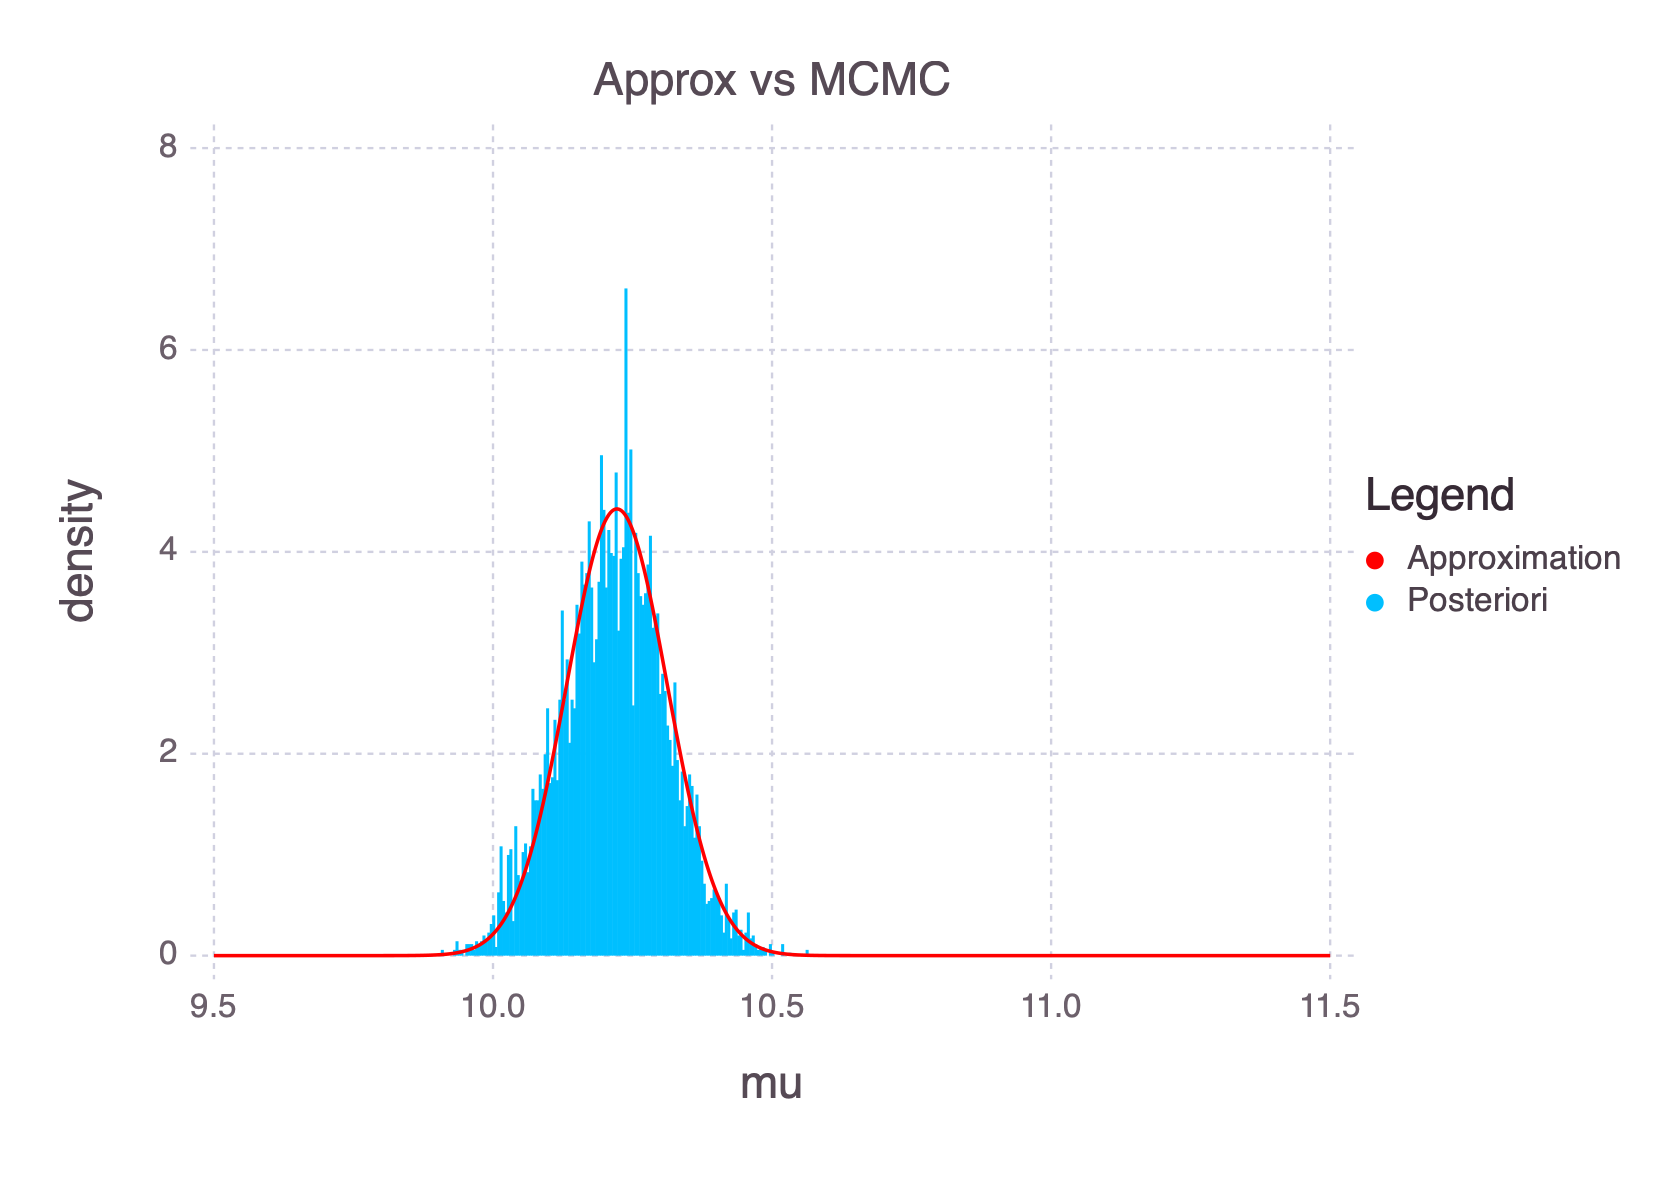 Approx vs MCMC
8
6
4
2
0
density
9.5 10.0 10.5 11.0 11.5
mu
Legend
Approximation
Posteriori